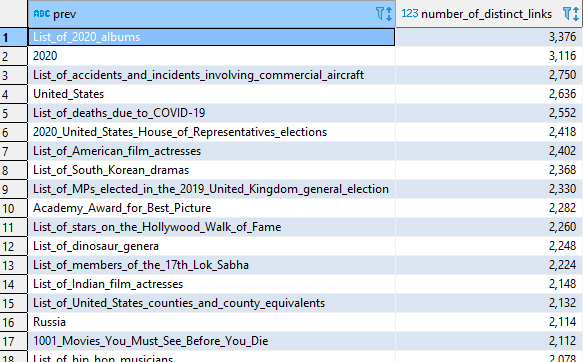 ABC prev 123 number_of_distinct_links
1 List_of_2020_albums 3,376
2 2020 3,116
3 List_of_accidents_and_incidents_involving_commercial_aircraft 2,750
4 United_States 2,636
5 List_of_deaths_due_to_COVID-19 2,552
6 2020_United_States_House_of_Representatives_elections 2,418
7 List_of_American_film_actresses 2,402
8 List_of_South_Korean_dramas 2,368
9 List_of_MPs_elected_in_the_2019_United_Kingdom_general_election 2,330
10 Academy_Award_for_Best_Picture 2,282
11 List_of_stars_on_the_Hollywood_Walk_of_Fame 2,260
12 List_of_dinosaur_genera 2,248
13 List_of_members_of_the_17th_Lok_Sabha 2,224
14 List_of_Indian_film_actresses 2,148
15 List_of_United_States_counties_and_county_equivalents 2,132
16 Russia 2,114
17 1001_Movies_You_Must_See_Before_You_Die 2,112
18 List_of_hip_hop_musicians 2,078